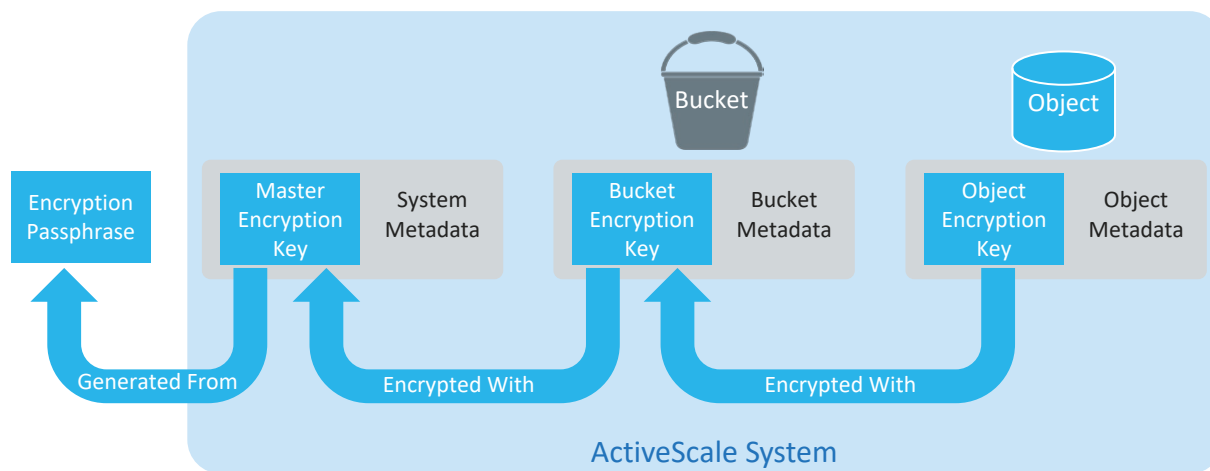 Bucket
Object
Encryption
Passphrase
Master
Encryption
Key
System
Metadata
Bucket
Encryption
Key
Bucket
Metadata
Object
Encryption
Key
Object
Metadata
Generated From
Encrypted With
Encrypted With
ActiveScale System